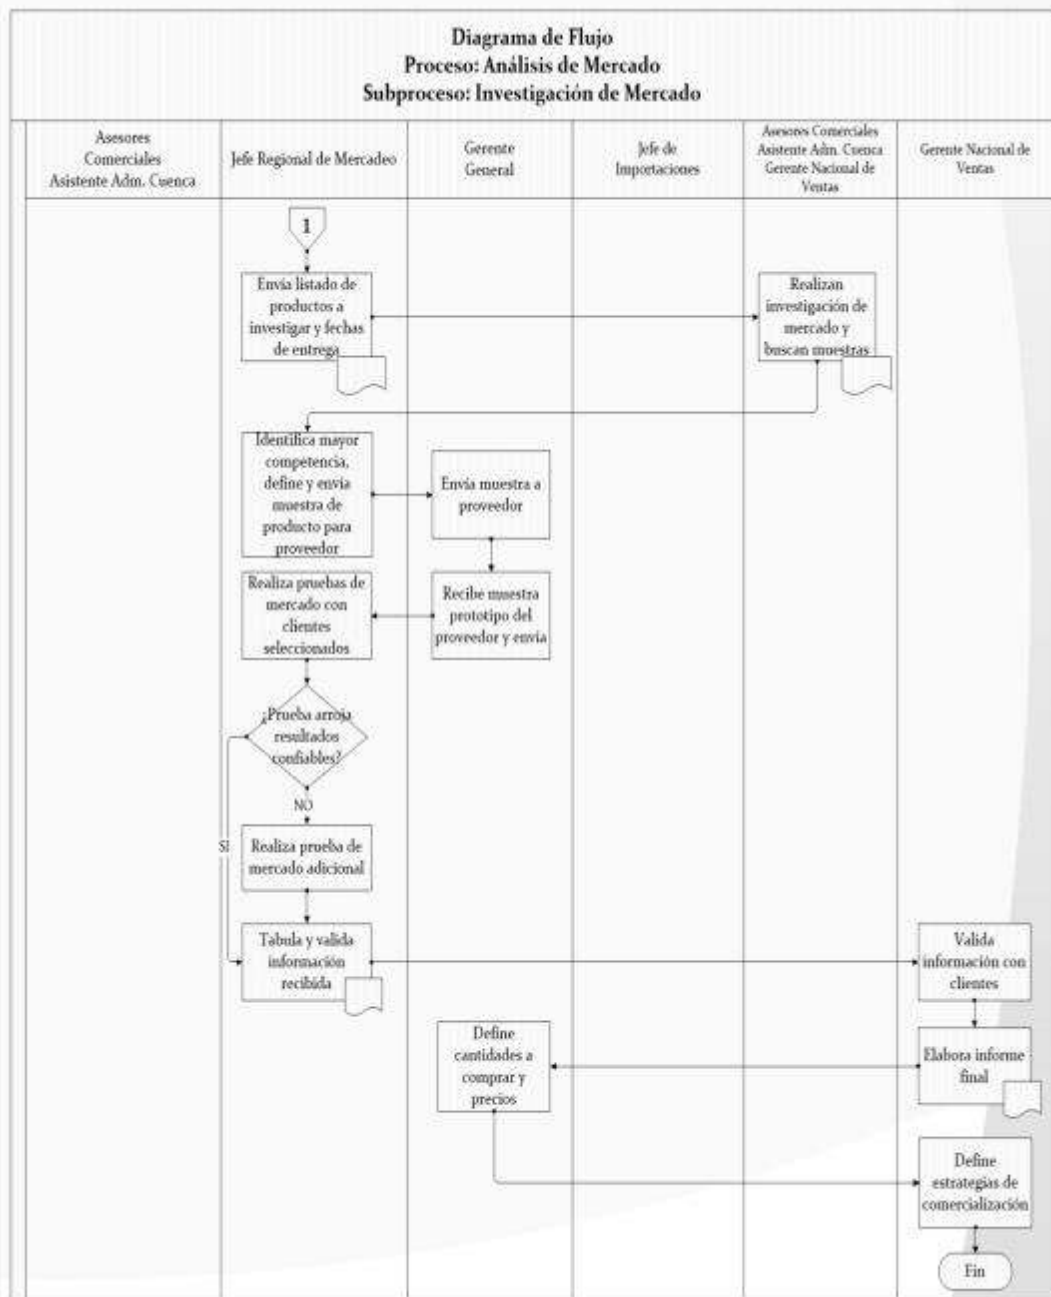 Diagrama de Flujo
Proceso: Análisis de Mercado
Subproceso: Investigación de Mercado
Asesores
Comerciales
Asistente Adm. Cuenca
Jefe Regional de Mercadeo
Gerente
General
Jefe de
Importaciones
Asesores Comerciales
Asistente Adm. Cuenca
Gerente Nacional de
Ventas
Gerente Nacional de
Ventas
1
Envía listado de
productos a
investigar y fechas
de entrega
Realizan
investigación de
mercado y
buscan muestras
Identifica mayor
competencia,
define y envía
muestra de
producto para
proveedor
Envía muestra a
proveedor
Realiza pruebas de
mercado con
clientes
seleccionados
Recibe muestra
prototipo del
proveedor y envía
¿Prueba arroja
resultados
confiables?
NO
SI
Realiza prueba de
mercado adicional
Tabula y valida
información
recibida
Valida
información con
clientes
Define
cantidades a
comprar y
precios
Elabora informe
final
Define
estrategias de
comercialización
Fin